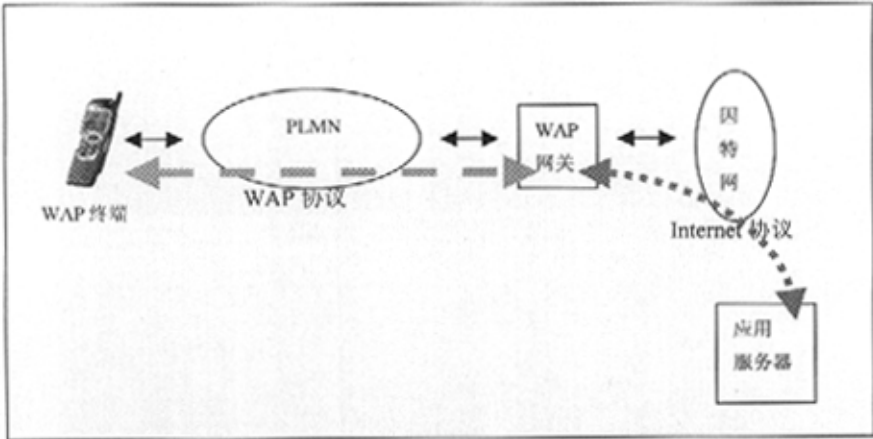 PLMN
WAP
网关
因
特
网
WAP 终端
WAP 协议
Internet 协议
应用
服务器